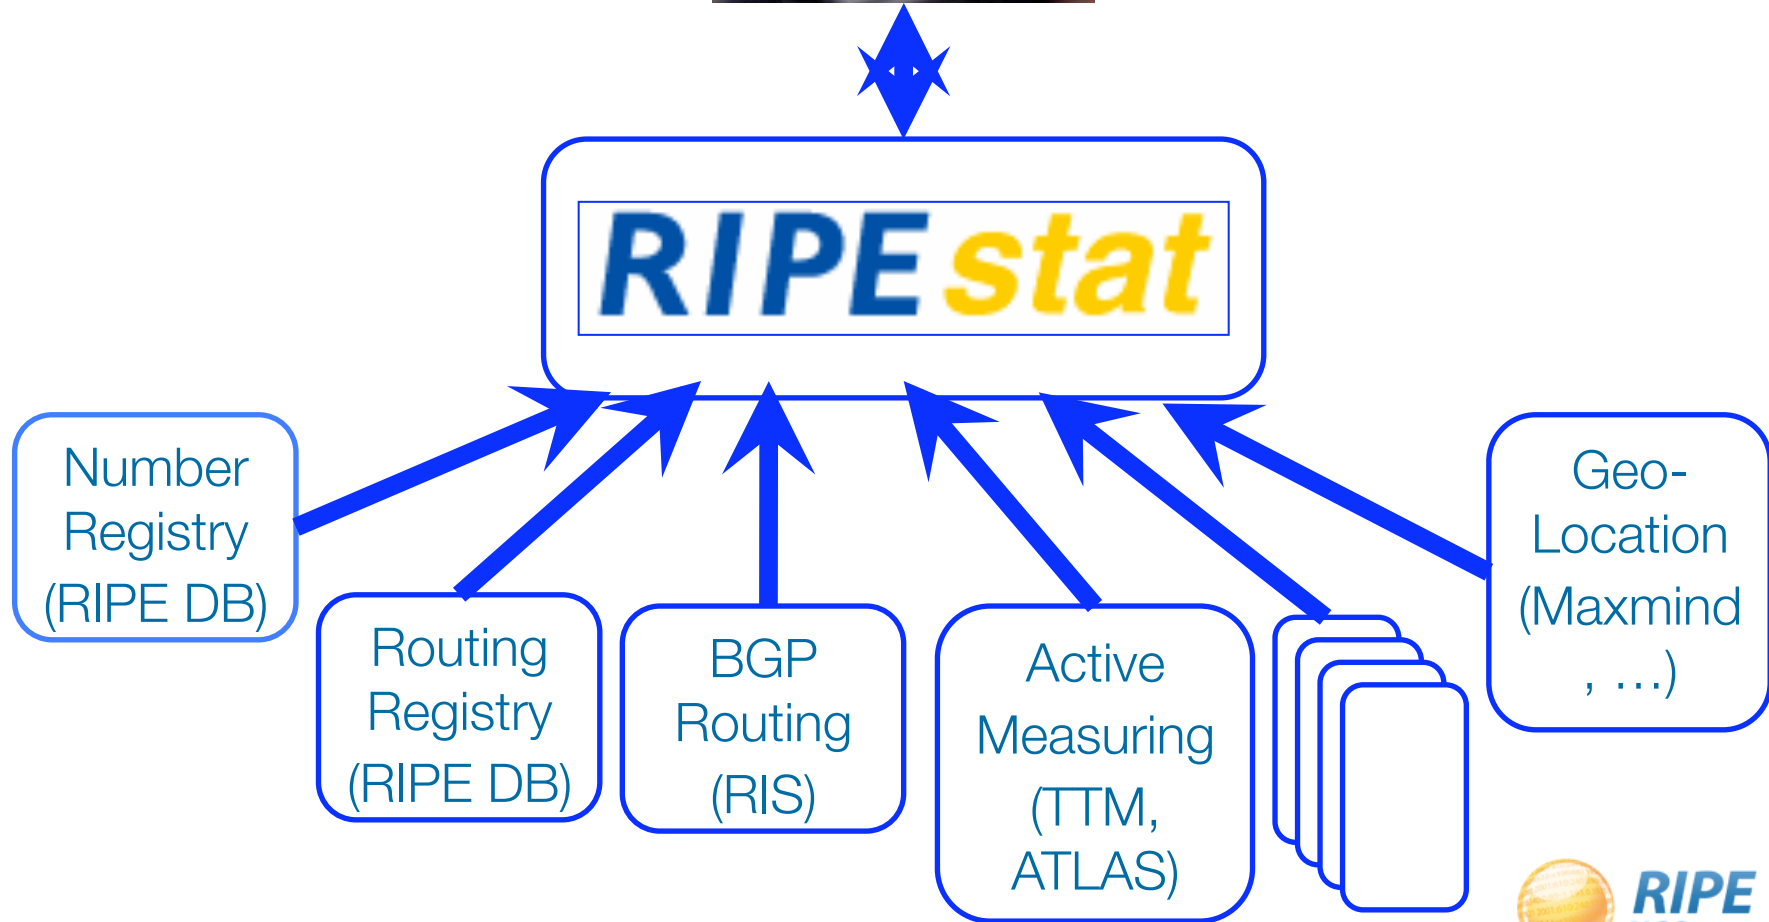 RIPEstat
Number
Registry
(RIPE DB)
Routing
Registry
(RIPE DB)
BGP
Routing
(RIS)
Active
Measuring
(TTM,
ATLAS)
Geo-
Location
(Maxmind
, …)
RIPE